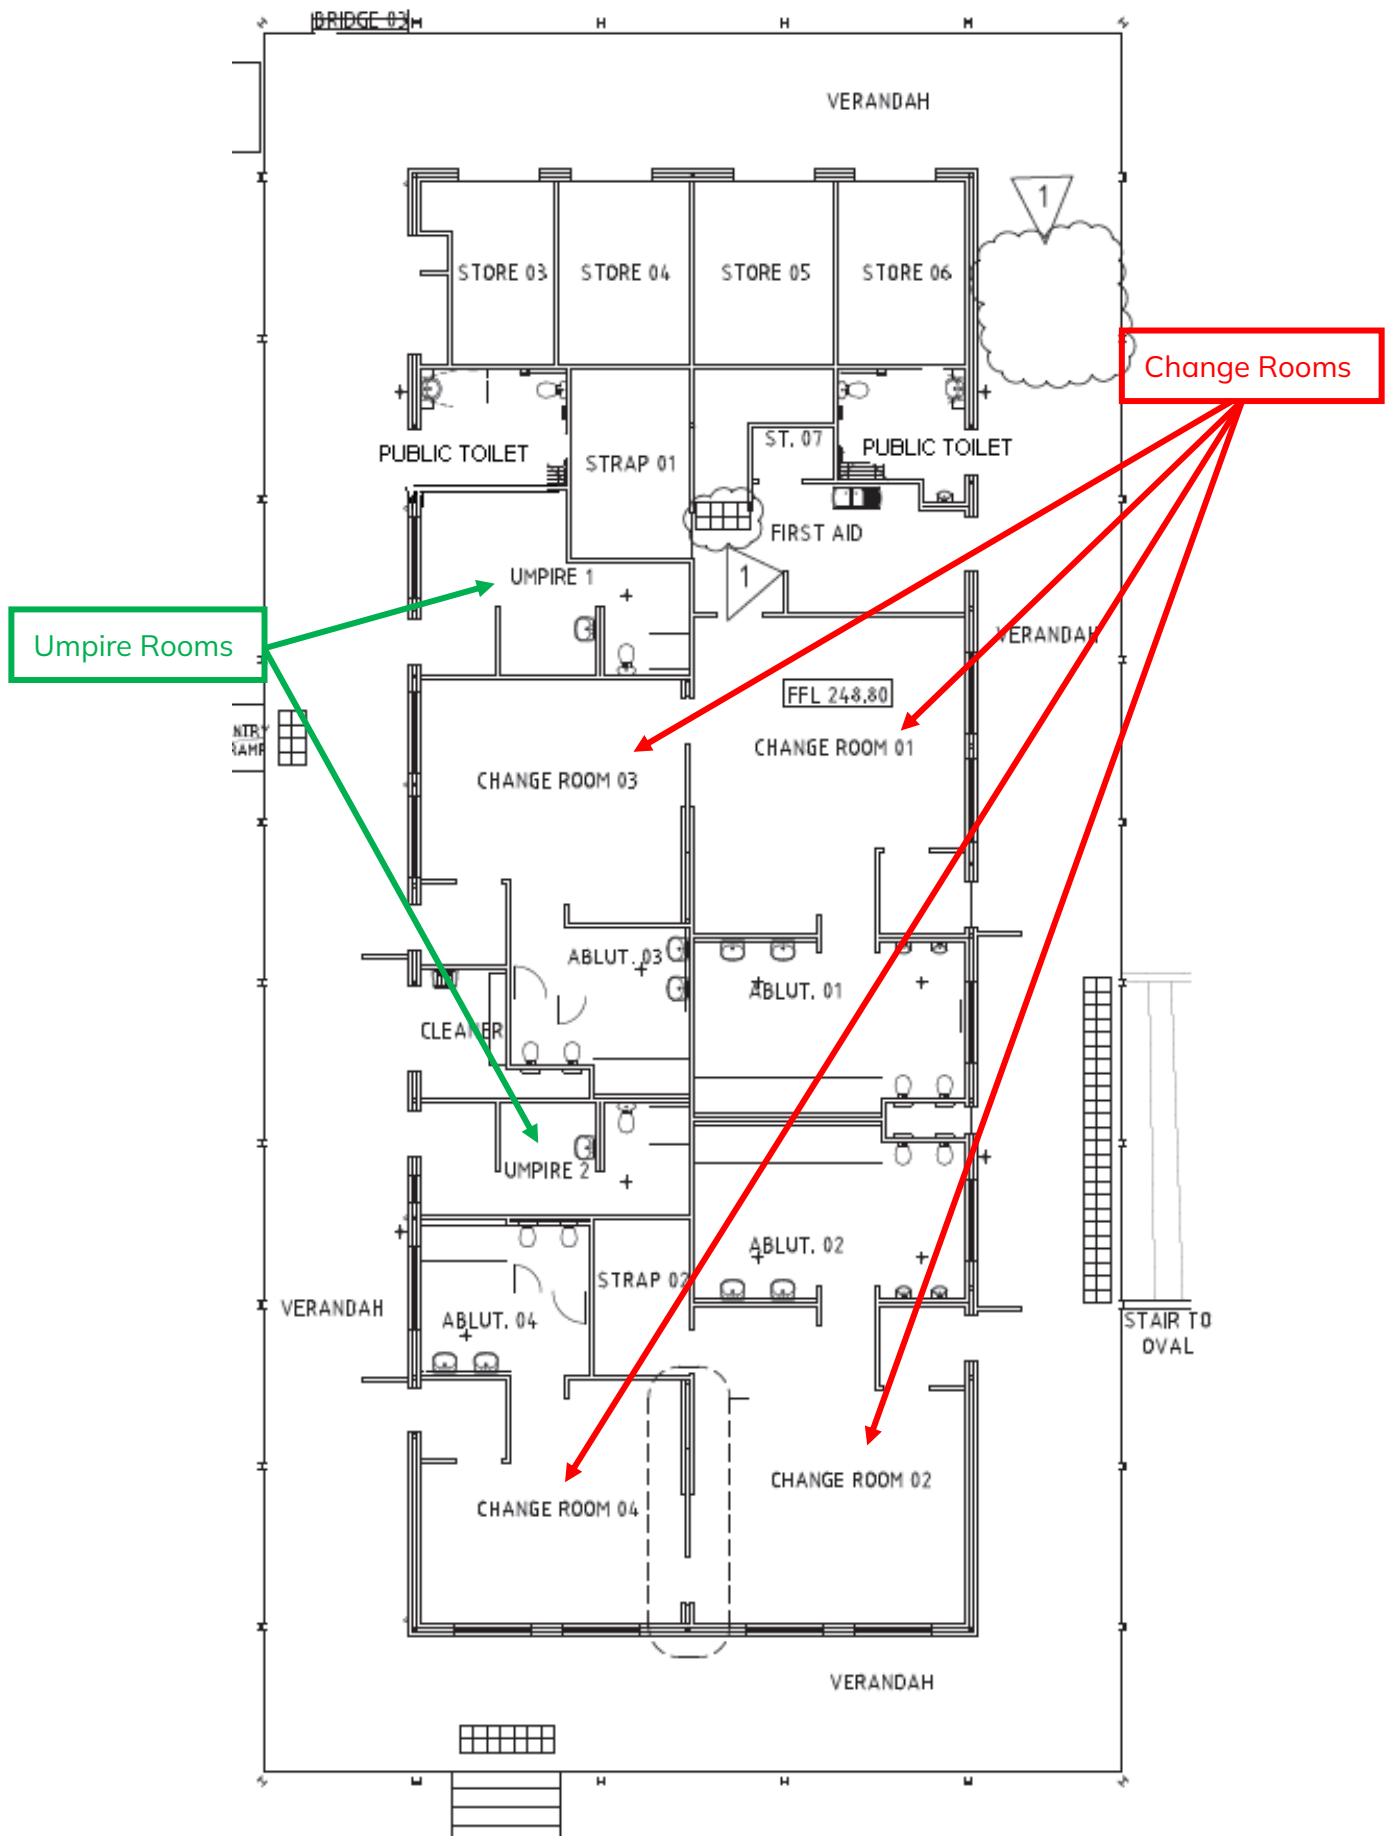 BRIDGE 03
VERANDAH
1
STORE 03
STORE 04
STORE 05
STORE 06
Change Rooms
PUBLIC TOILET
STRAP 01
ST. 07
PUBLIC TOILET
FIRST AID
UMPIRE 1
1
Umpire Rooms
VERANDAH
FFL 248.80
NTRY
RAMP
CHANGE ROOM 01
CHANGE ROOM 03
ABLUT. 03
ABLUT. 01
CLEANER
UMPIRE 2
ABLUT. 02
STRAP 02
VERANDAH
ABLUT. 04
STAIR TO
OVAL
CHANGE ROOM 02
CHANGE ROOM 04
VERANDAH